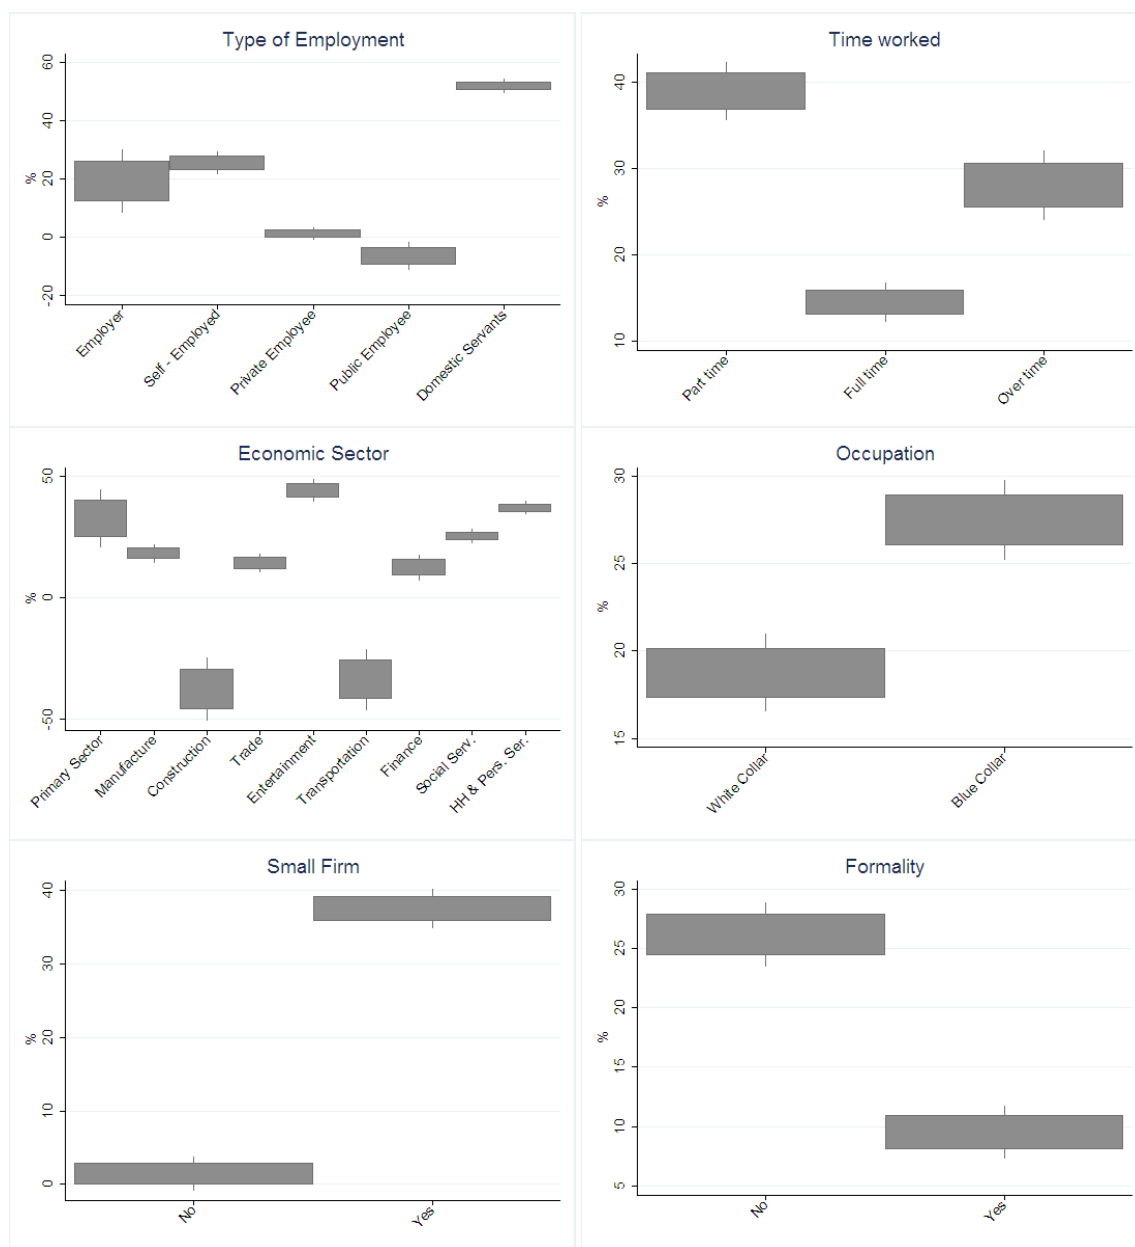 Type of Employment
60
40
20
0
-20
%
Employer
Self - Employed
Private Employee
Public Employee
Domestic Servants
Time worked
40
30
20
10
%
Part time
Full time
Over time
Economic Sector
50
0
-50
%
Primary Sector
Manufacture
Construction
Trade
Entertainment
Transportation
Finance
Social Serv.
HH & Pers. Ser.
Occupation
30
25
20
15
%
White Collar
Blue Collar
Small Firm
40
30
20
10
0
%
No
Yes
Formality
30
25
20
15
10
5
%
No
Yes